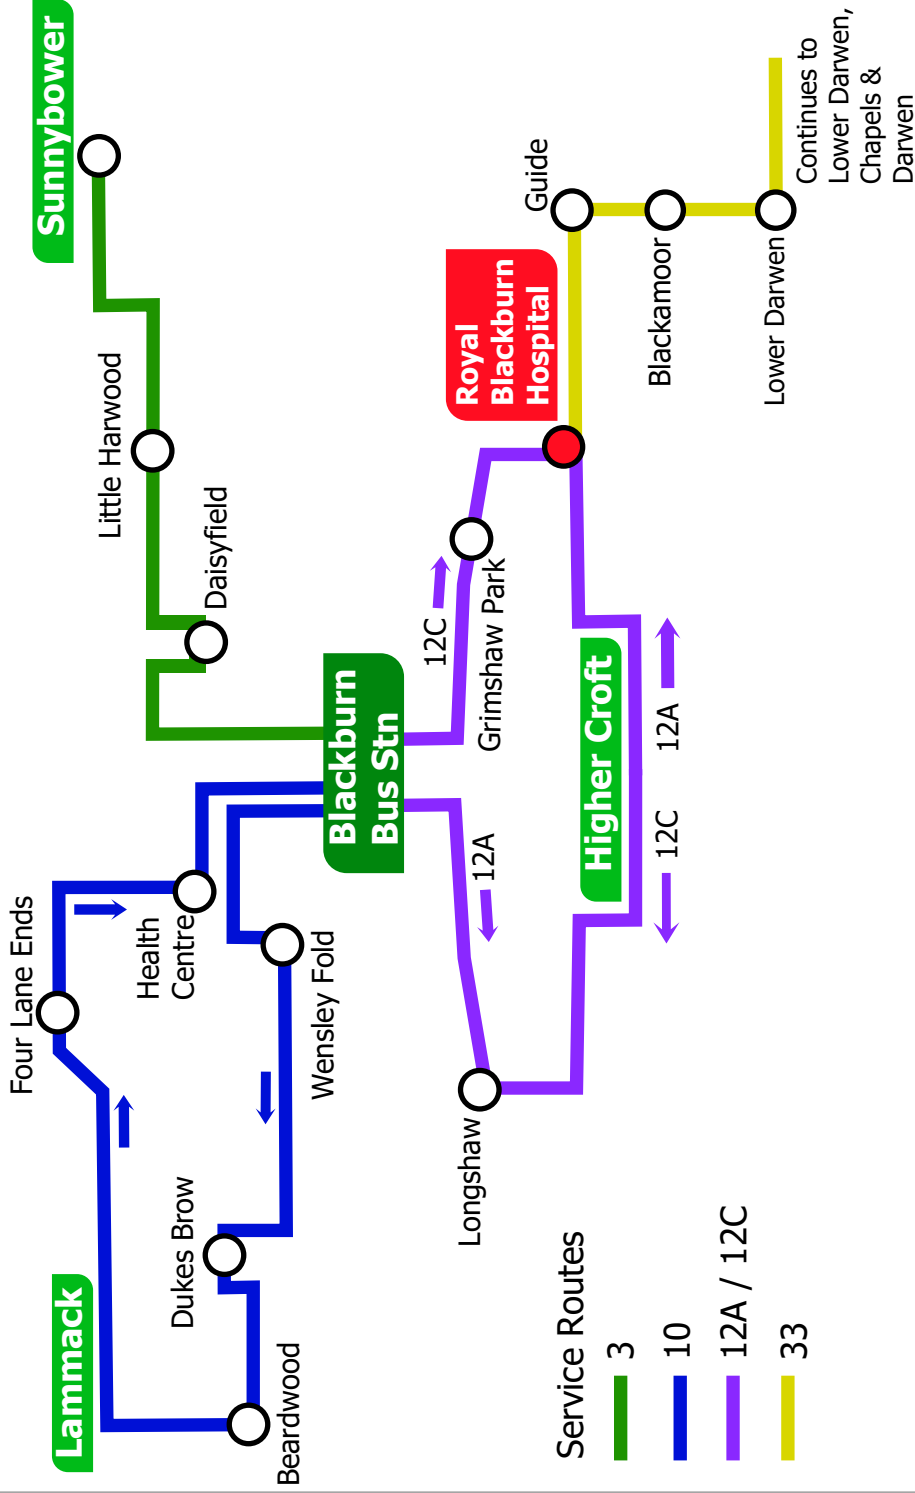 Sunnybower
Little Harwood
Daisyfield
Four Lane Ends
Health
Centre
Wensley Fold
Dukes Brow
Lammack
Beardwood
Blackburn
Bus Stn
12C
Grimshaw Park
12A
Longshaw
Higher Croft
12C
12A
Royal
Blackburn
Hospital
Guide
Blackamoor
Lower Darwen
Continues to
Lower Darwen,
Chapels &
Darwen
Service Routes
3
10
12A / 12C
33